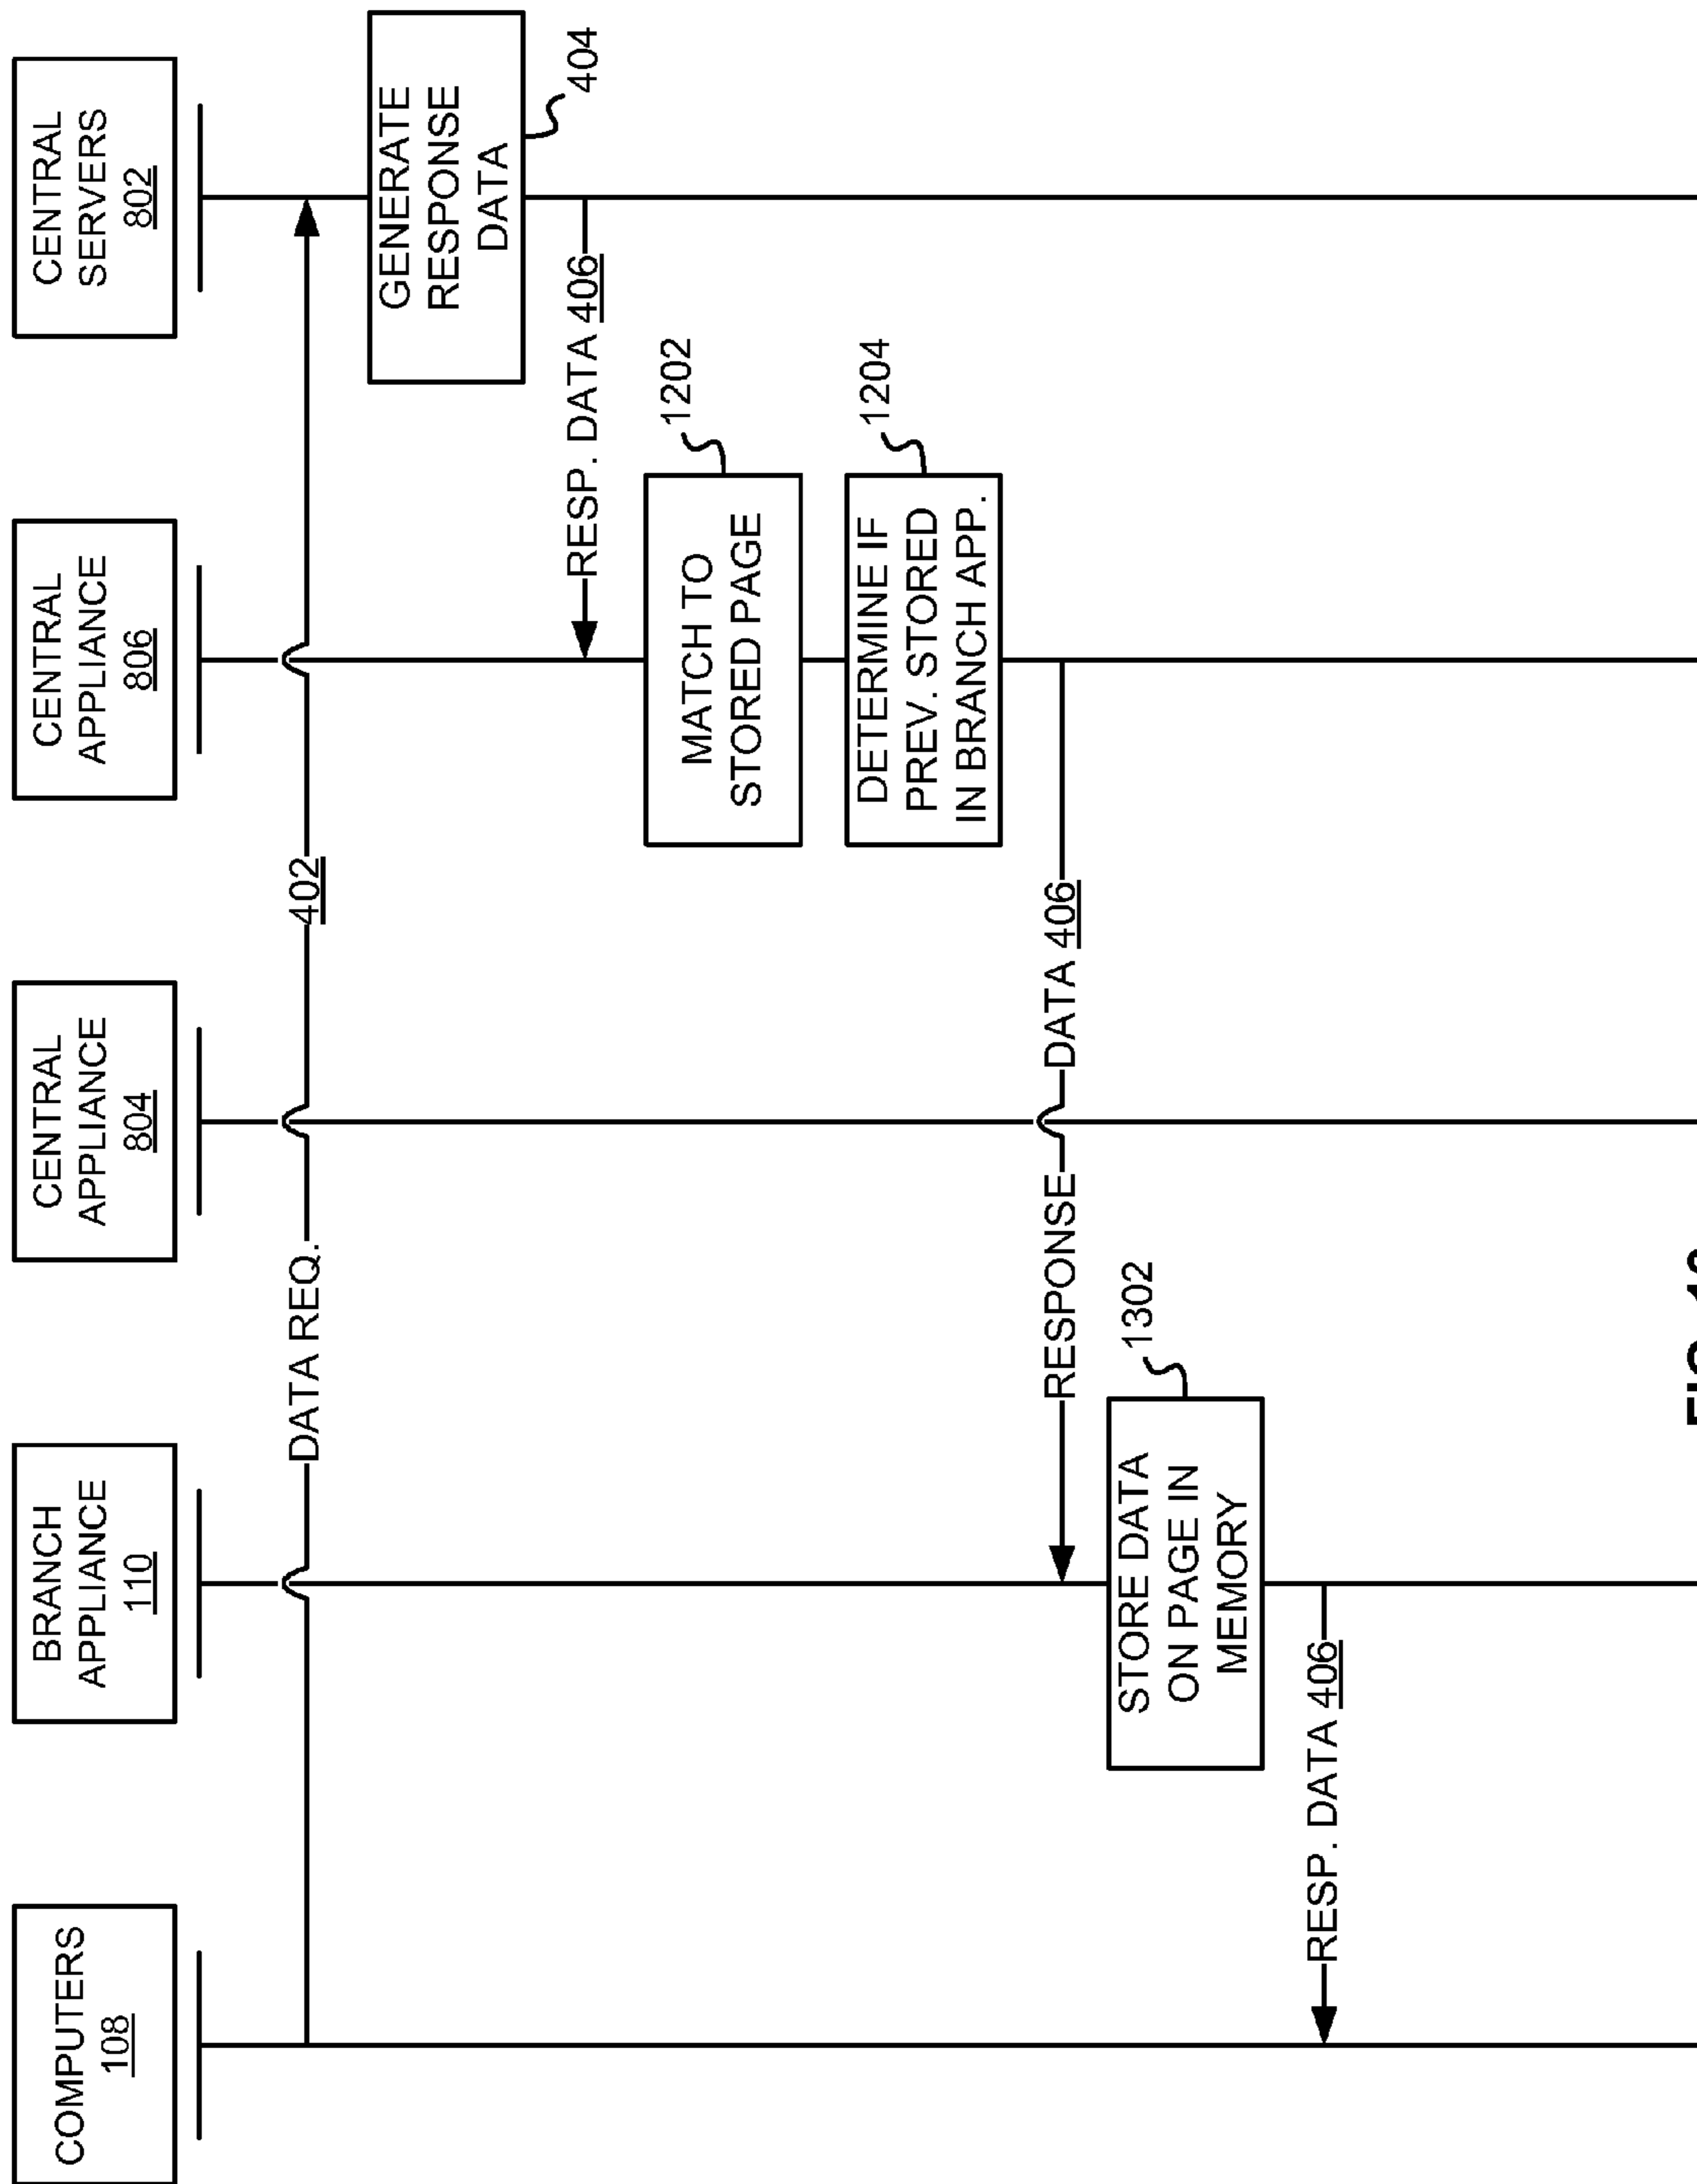 COMPUTERS
108
BRANCH
APPLIANCE
110
CENTRAL
APPLIANCE
804
CENTRAL
APPLIANCE
806
CENTRAL
SERVERS
802
DATA REQ. 402
GENERATE
RESPONSE
DATA
404
RESP. DATA 406
MATCH TO
STORED PAGE
1202
DETERMINE IF
PREV. STORED
IN BRANCH APP.
1204
RESPONSE DATA 406
STORE DATA
ON PAGE IN
MEMORY
1302
RESP. DATA 406
FIG.